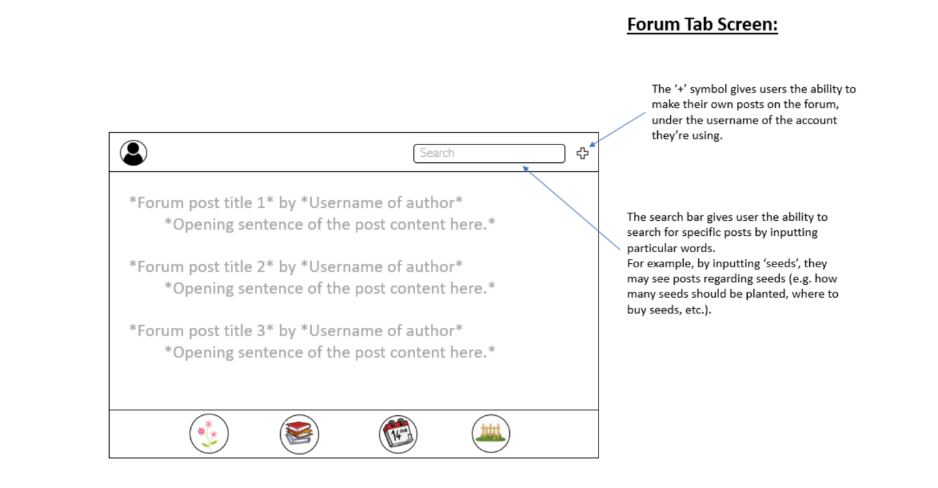 Forum Tab Screen:
The ‘+’ symbol gives users the ability to
make their own posts on the forum,
under the username of the account
they’re using.
Search
*Forum post title 1* by *Username of author*
*Opening sentence of the post content here.*
*Forum post title 2* by *Username of author*
*Opening sentence of the post content here.*
*Forum post title 3* by *Username of author*
*Opening sentence of the post content here.*
The search bar gives user the ability to
search for specific posts by inputting
particular words.
For example, by inputting ‘seeds’, they
may see posts regarding seeds (e.g. how
many seeds should be planted, where to
buy seeds, etc.).
14